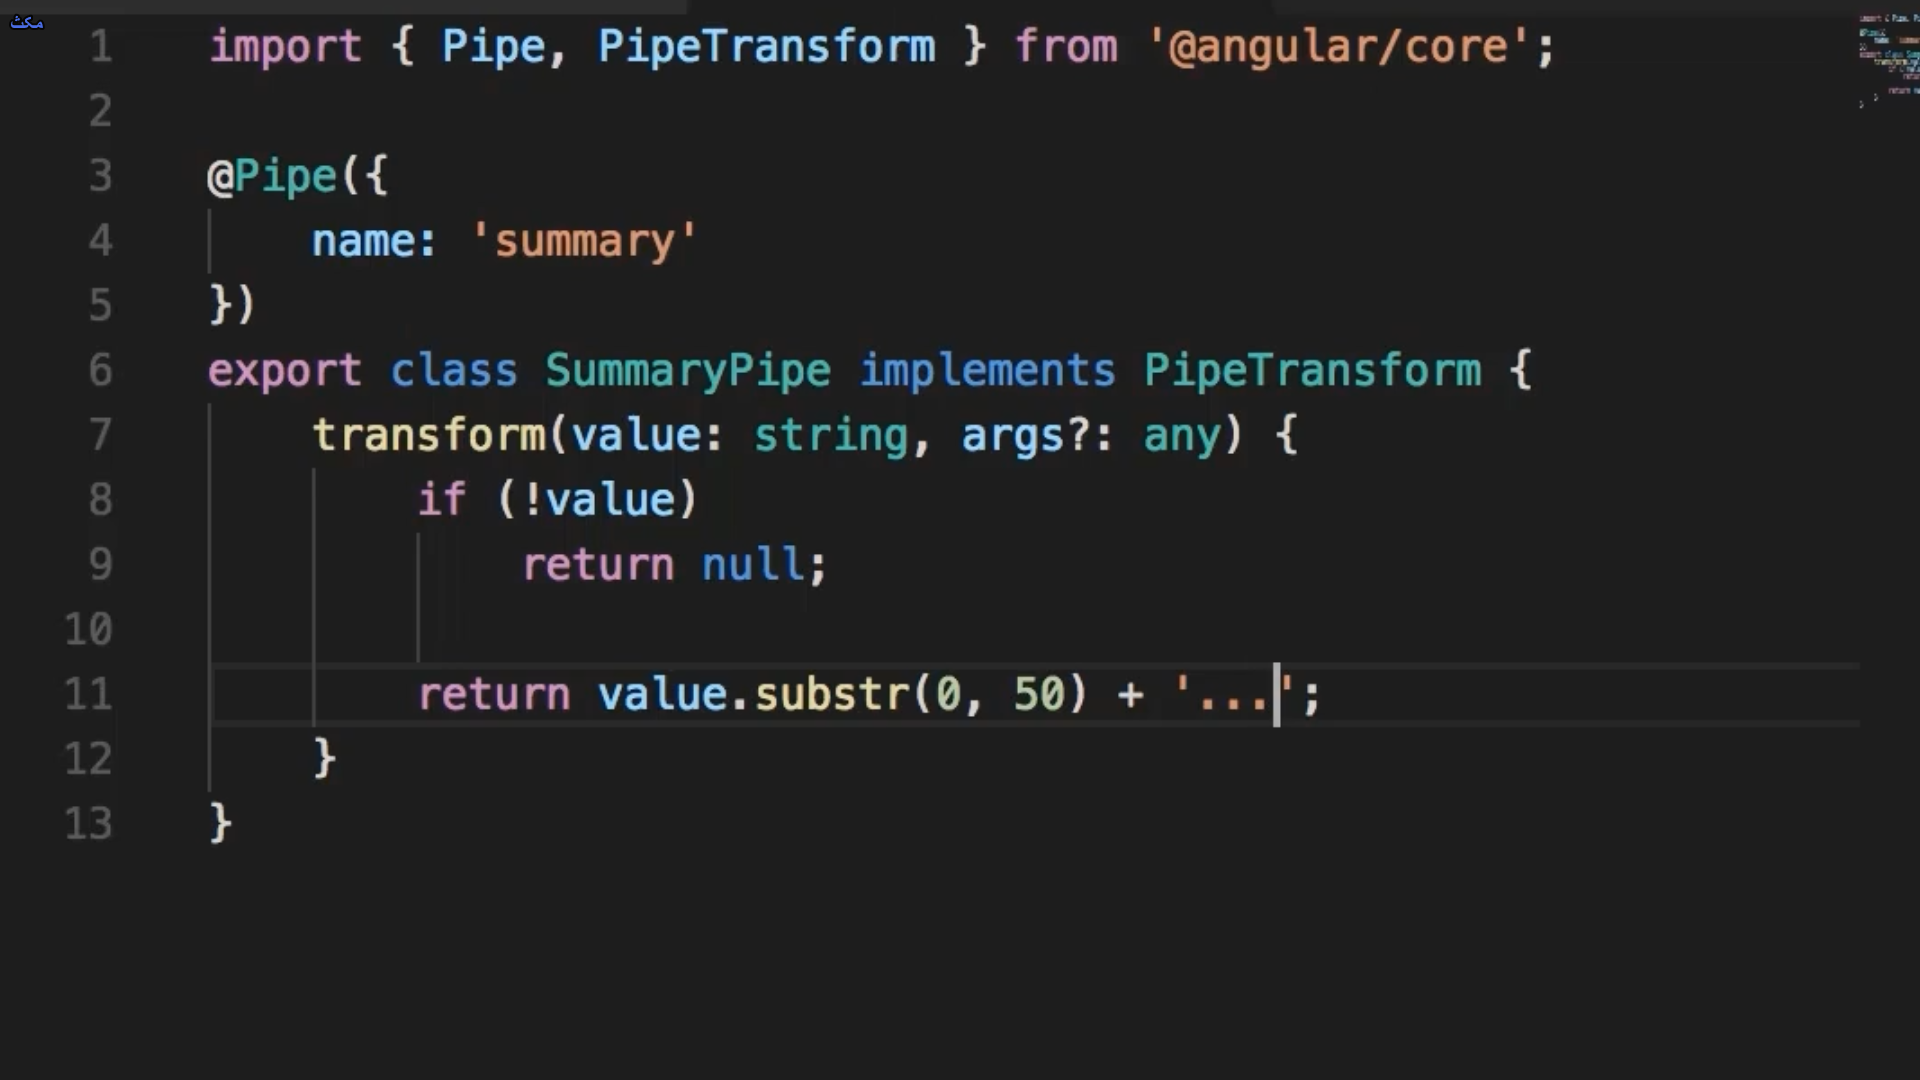 مکث
1 import { Pipe, PipeTransform } from '@angular/core';
2
3 @Pipe({
4 name: 'summary'
5 })
6 export class SummaryPipe implements PipeTransform {
7 transform(value: string, args?: any) {
8 if (!value)
9 return null;
10
11 return value.substr(0, 50) + '...';
12 }
13 }